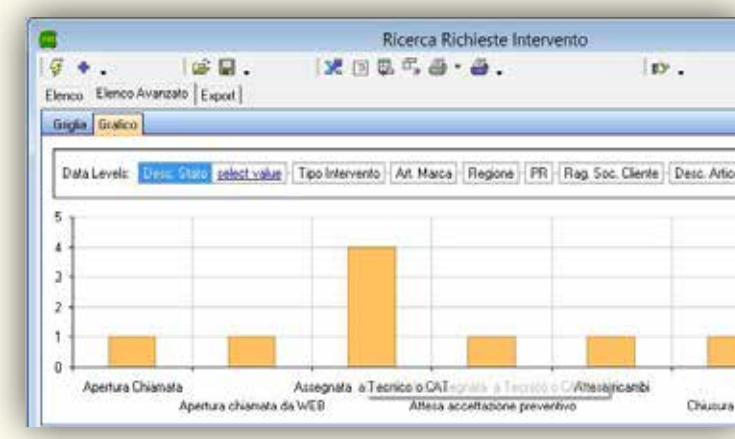 Ricerca Richieste Intervento
Elenco Elenco Avanzato Export
Griglia Grafico
Data Levels: Desc. Stato select value Tipo Intervento Art. Marca Regione PR Rag. Soc. Cliente Desc. Artic
5
4
3
2
1
0
Apertura Chiamata Assegnata a Tecnico o CAT Attesa ricambi
Apertura chiamata da WEB Attesa accettazione preventivo Chiusura